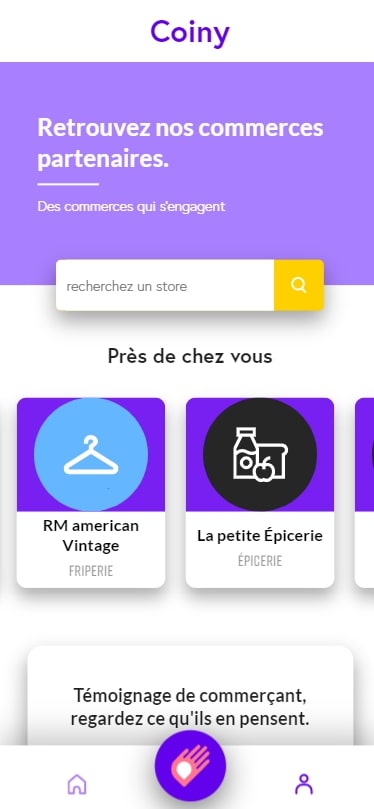 Coiny
Retrouvez nos commerces
partenaires.
Des commerces qui s'engagent
recherchez un store
Près de chez vous
RM american
Vintage
FRIPERIE
La petite Épicerie
ÉPICERIE
Témoignage de commerçant,
regardez ce qu'ils en pensent.